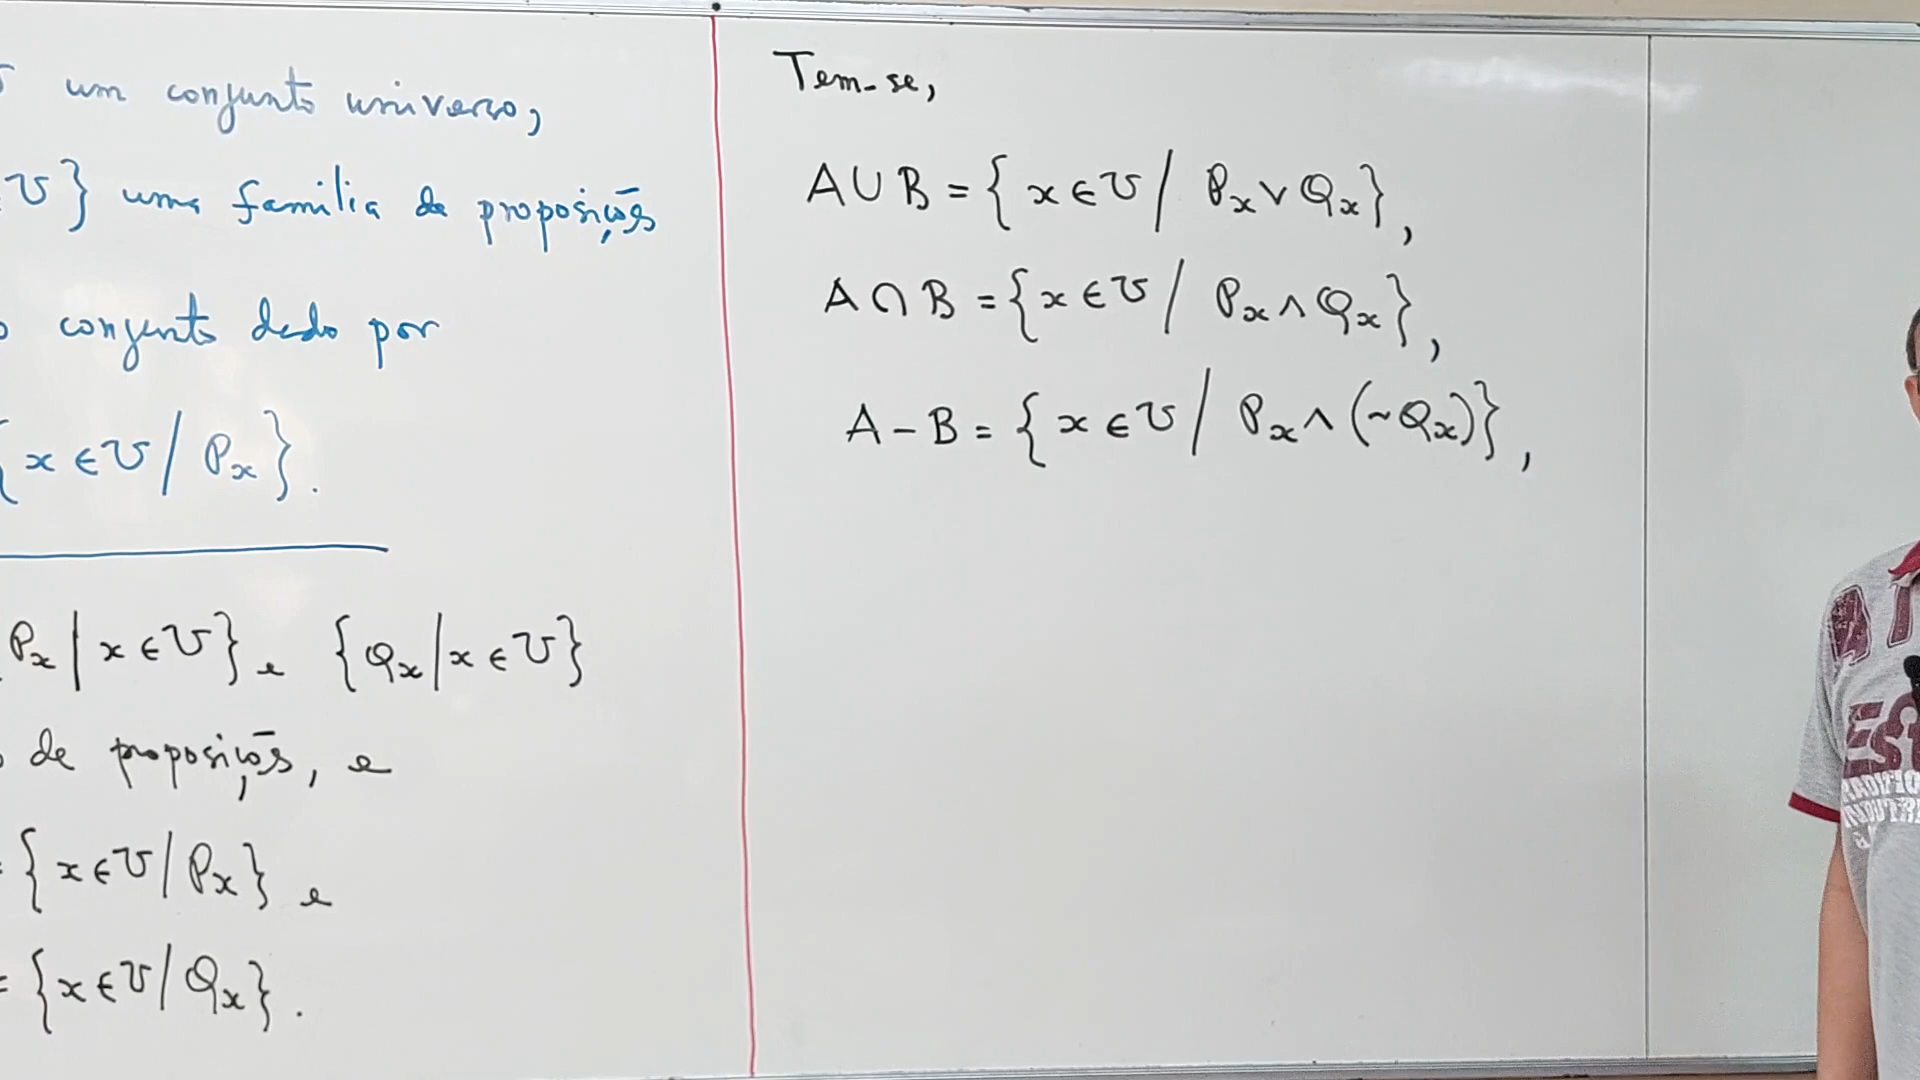 um conjunto universo,
U} uma família de proposições
conjunto dado por
{x ∈ U / Px}.
Px | x ∈ U} e {Qx | x ∈ U}
de proposições, e
= {x ∈ U / Px} e
= {x ∈ U / Qx}.
Tem-se,
A ∪ B = {x ∈ U / Px ∨ Qx},
A ∩ B = {x ∈ U / Px ∧ Qx},
A - B = {x ∈ U / Px ∧ (~Qx)},